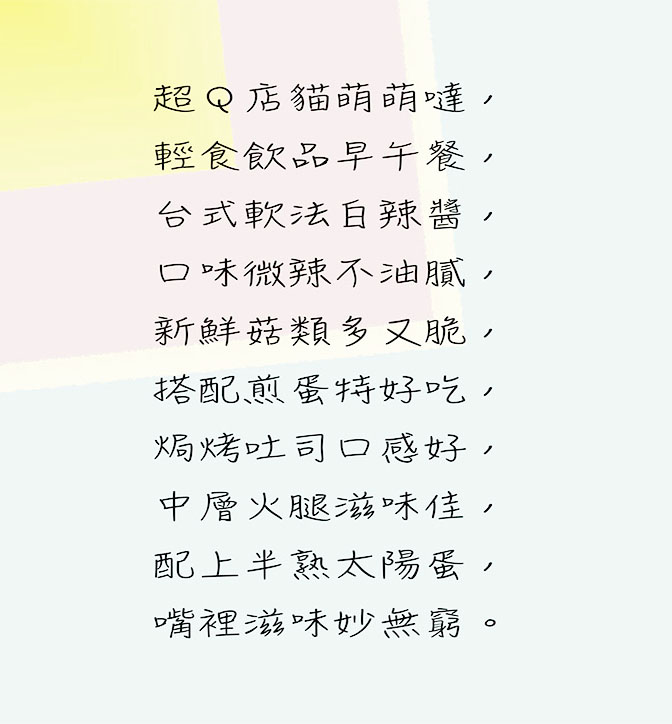 超Q店貓萌萌噠，
輕食飲品早午餐，
台式軟法白辣醬，
口味微辣不油膩，
新鮮菇類多又脆，
搭配煎蛋特好吃，
焗烤吐司口感好，
中層火腿滋味佳，
配上半熟太陽蛋，
嘴裡滋味妙無窮。